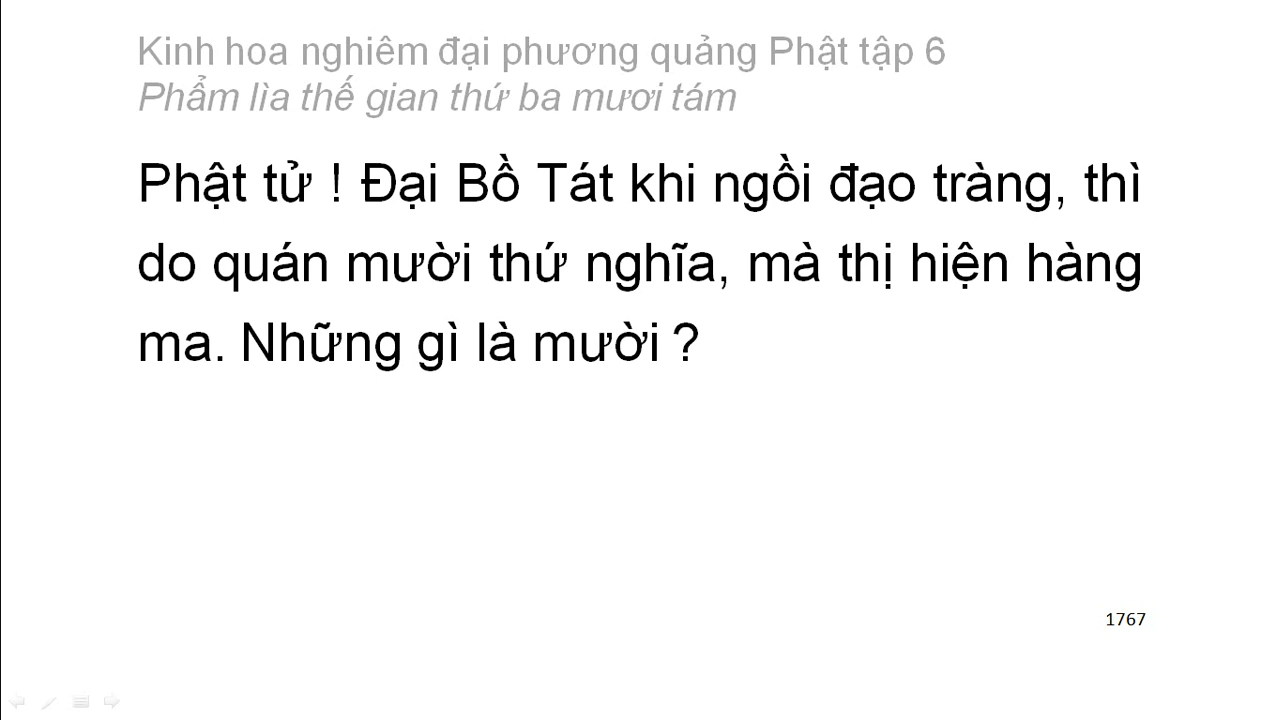 Kinh hoa nghiêm đại phương quảng Phật tập 6
Phẩm lìa thế gian thứ ba mươi tám
Phật tử ! Đại Bồ Tát khi ngồi đạo tràng, thì
do quán mười thứ nghĩa, mà thị hiện hàng
ma. Những gì là mười ?
1767